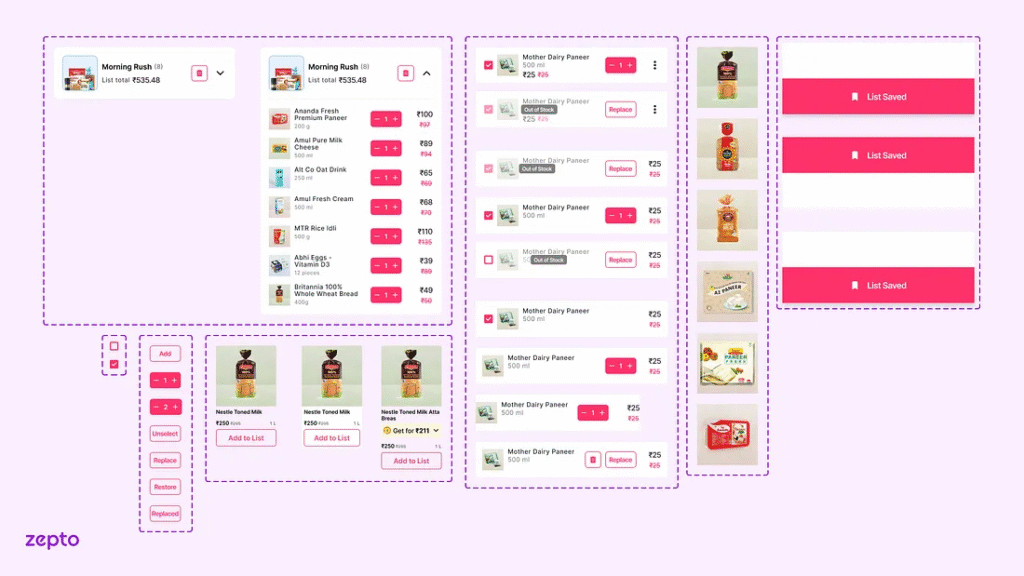 Morning Rush (8)
List total ₹535.48
Morning Rush (8)
List total ₹535.48
Ananda Fresh
Premium Paneer
200 g
− 1 +
₹100
₹97
Amul Pure Milk
Cheese
500 ml
− 1 +
₹89
₹94
Alt Co Oat Drink
250 ml
− 1 +
₹65
₹69
Amul Fresh Cream
500 ml
− 1 +
₹68
₹70
MTR Rice Idli
500 g
− 1 +
₹110
₹135
Abhi Eggs -
Vitamin D3
12 pieces
− 1 +
₹39
₹89
Britannia 100%
Whole Wheat Bread
400g
− 1 +
₹49
₹50
Add
− 1 +
− 2 +
Unselect
Replace
Restore
Replaced
Nestle Toned Milk
₹250
1 L
Add to List
Nestle Toned Milk
₹250
1 L
Add to List
Nestle Toned Milk Atta
Breas
Get for ₹211
₹250
1 L
Add to List
Mother Dairy Paneer
500 ml
₹25 ₹25
− 1 +
Mother Dairy Paneer
Out of Stock
₹25 ₹25
Replace
Mother Dairy Paneer
Out of Stock
Replace
₹25
₹25
Mother Dairy Paneer
500 ml
− 1 +
₹25
₹25
Mother Dairy Paneer
Out of Stock
Replace
₹25
₹25
Mother Dairy Paneer
500 ml
₹25
₹25
Mother Dairy Paneer
500 ml
− 1 +
₹25
₹25
Mother Dairy Paneer
500 ml
− 1 +
₹25
₹25
Mother Dairy Paneer
500 ml
Replace
₹25
₹25
100%
A2 PANEER
PANEER
List Saved
List Saved
List Saved
zepto